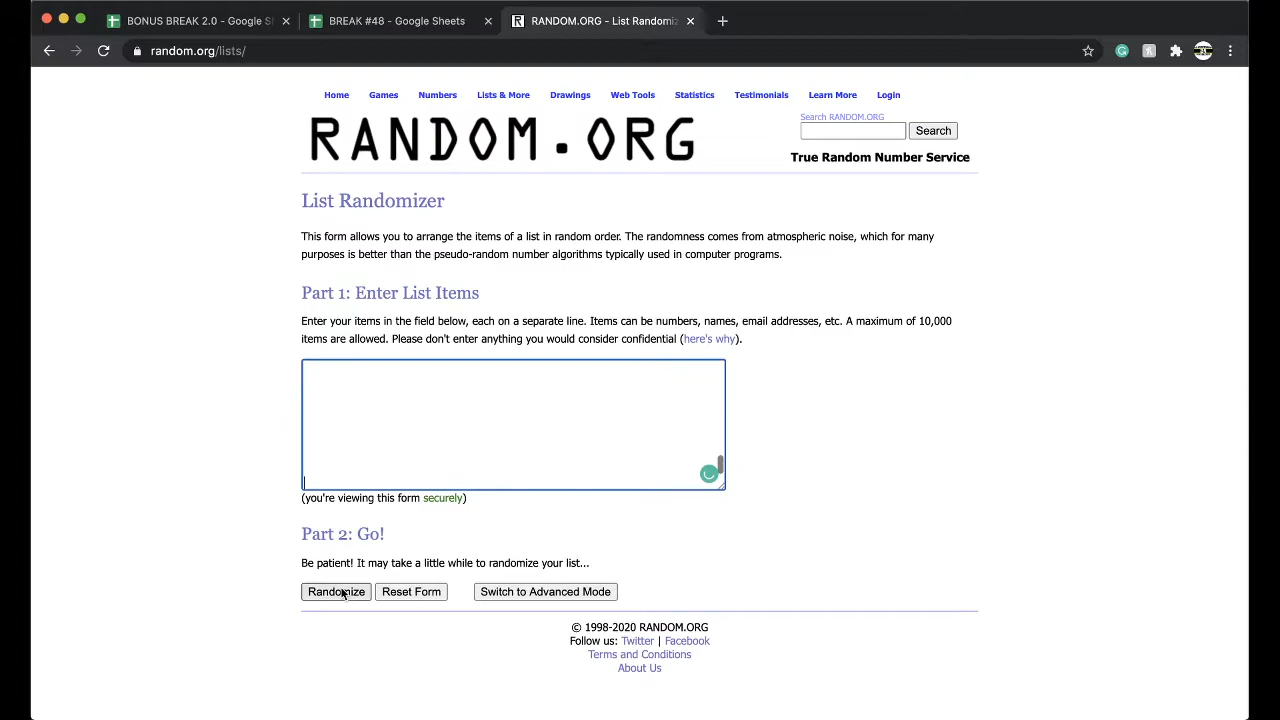 BONUS BREAK 2.0 - Google S
BREAK #48 - Google Sheets
RANDOM.ORG - List Randomiz
random.org/lists/
Home Games Numbers Lists & More Drawings Web Tools Statistics Testimonials Learn More Login
RANDOM.ORG
Search RANDOM.ORG
Search
True Random Number Service
List Randomizer
This form allows you to arrange the items of a list in random order. The randomness comes from atmospheric noise, which for many
purposes is better than the pseudo-random number algorithms typically used in computer programs.
Part 1: Enter List Items
Enter your items in the field below, each on a separate line. Items can be numbers, names, email addresses, etc. A maximum of 10,000
items are allowed. Please don't enter anything you would consider confidential (here's why).
(you're viewing this form securely)
Part 2: Go!
Be patient! It may take a little while to randomize your list...
Randomize Reset Form Switch to Advanced Mode
© 1998-2020 RANDOM.ORG
Follow us: Twitter | Facebook
Terms and Conditions
About Us